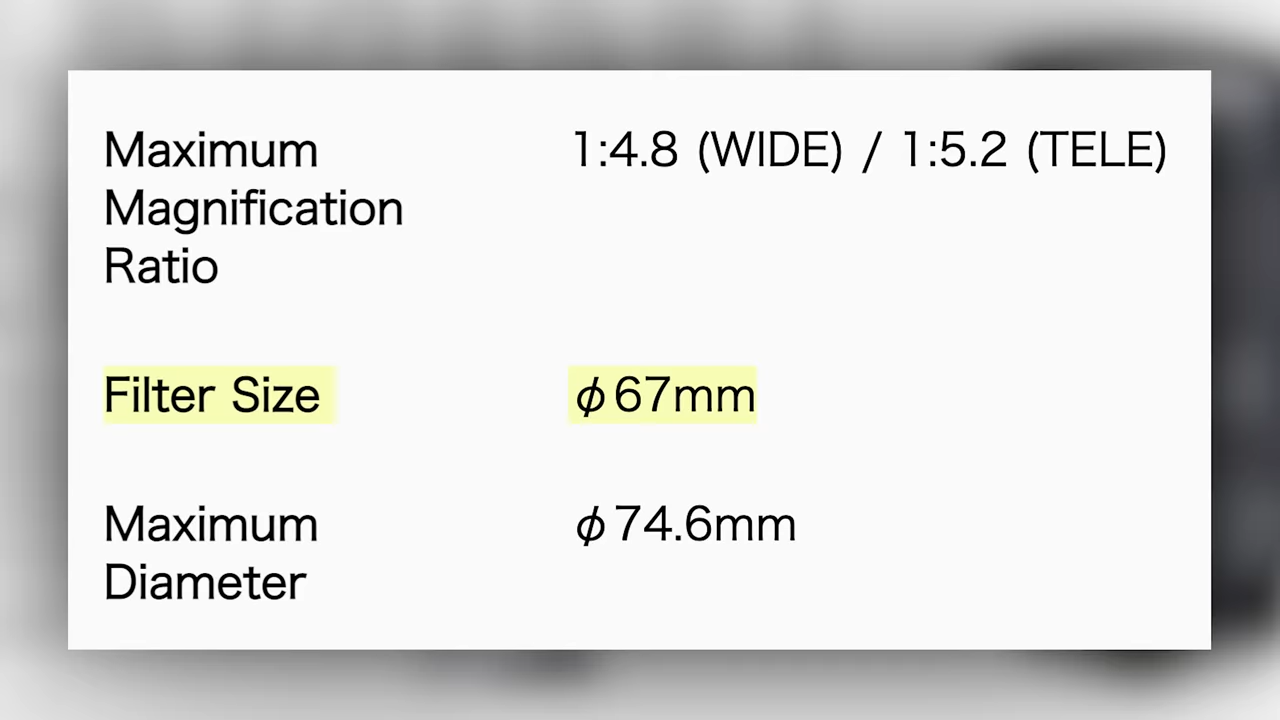 Maximum 1:4.8 (WIDE) / 1:5.2 (TELE)
Magnification
Ratio
Filter Size φ67mm
Maximum φ74.6mm
Diameter